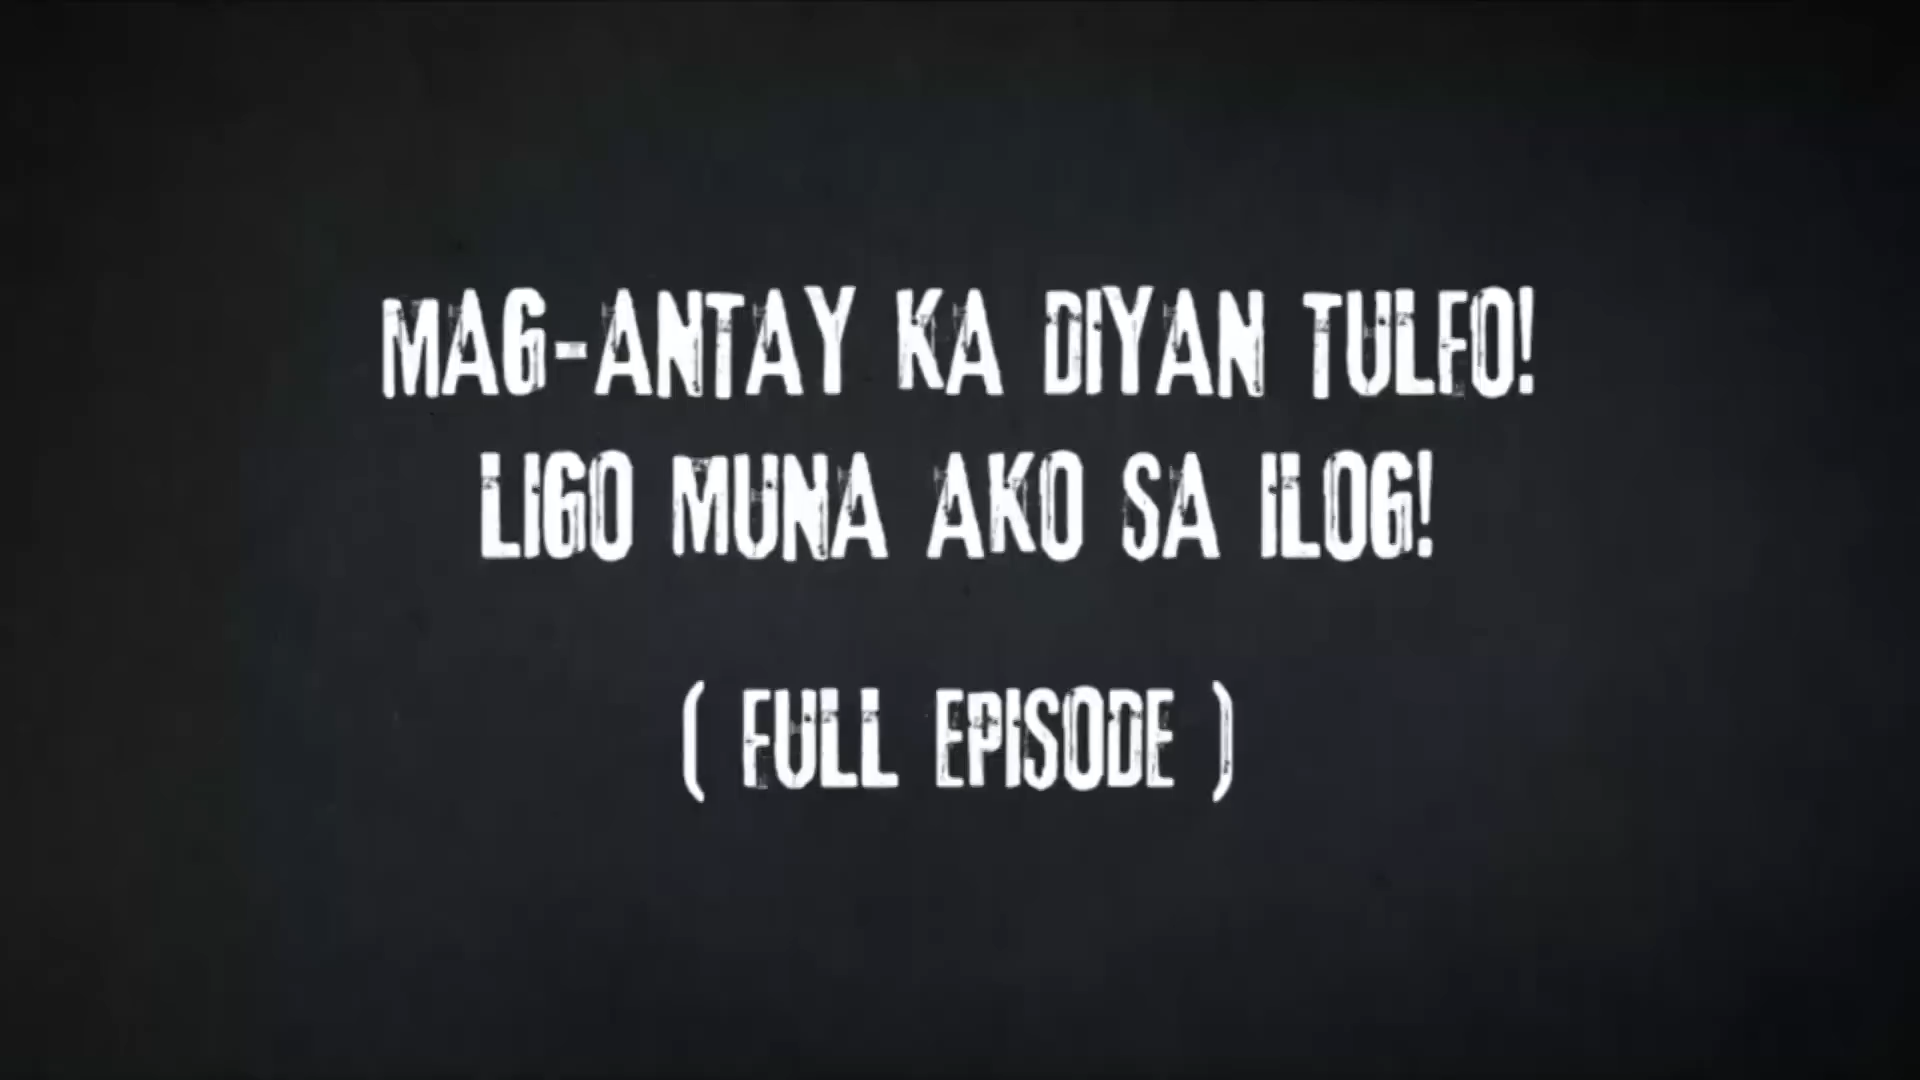 MAG-ANTAY KA DIYAN TULFO!
LIGO MUNA AKO SA ILOG!
( FULL EPISODE )